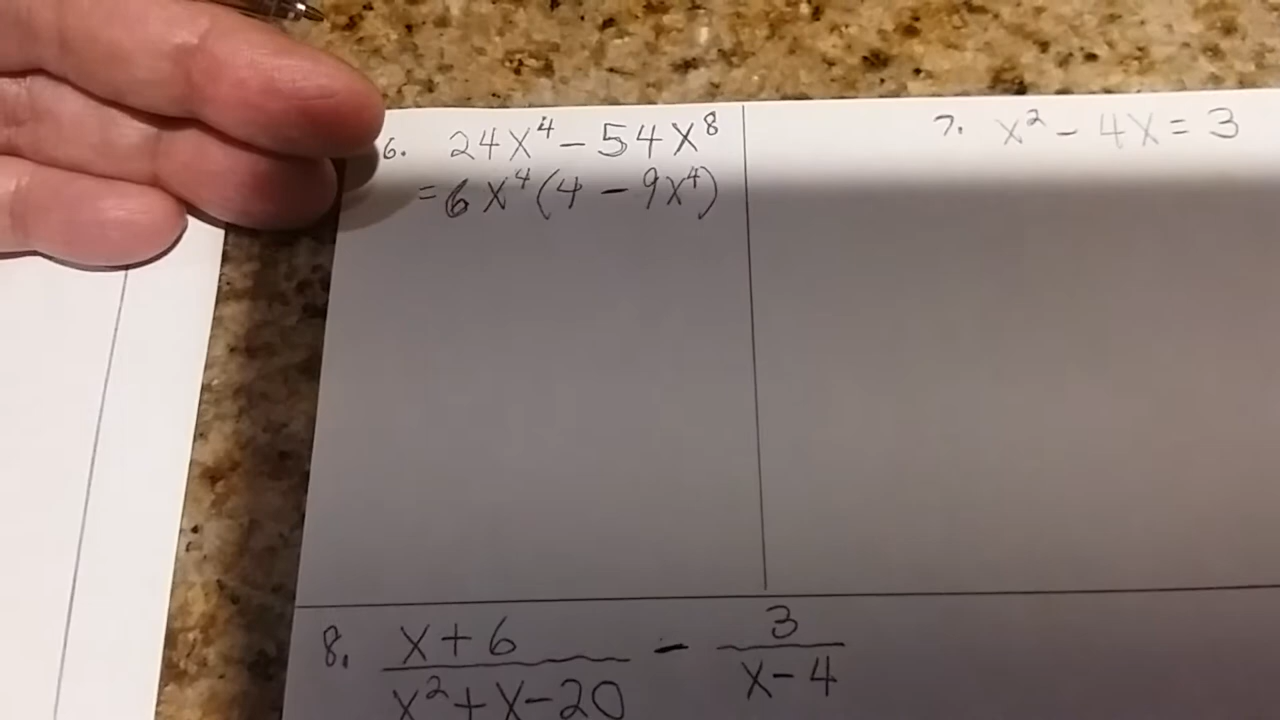 6. 24X⁴ - 54X⁸
= 6X⁴(4 - 9X⁴)
7. X² - 4X = 3
8. (X + 6)/(X² + X - 20) - 3/(X - 4)